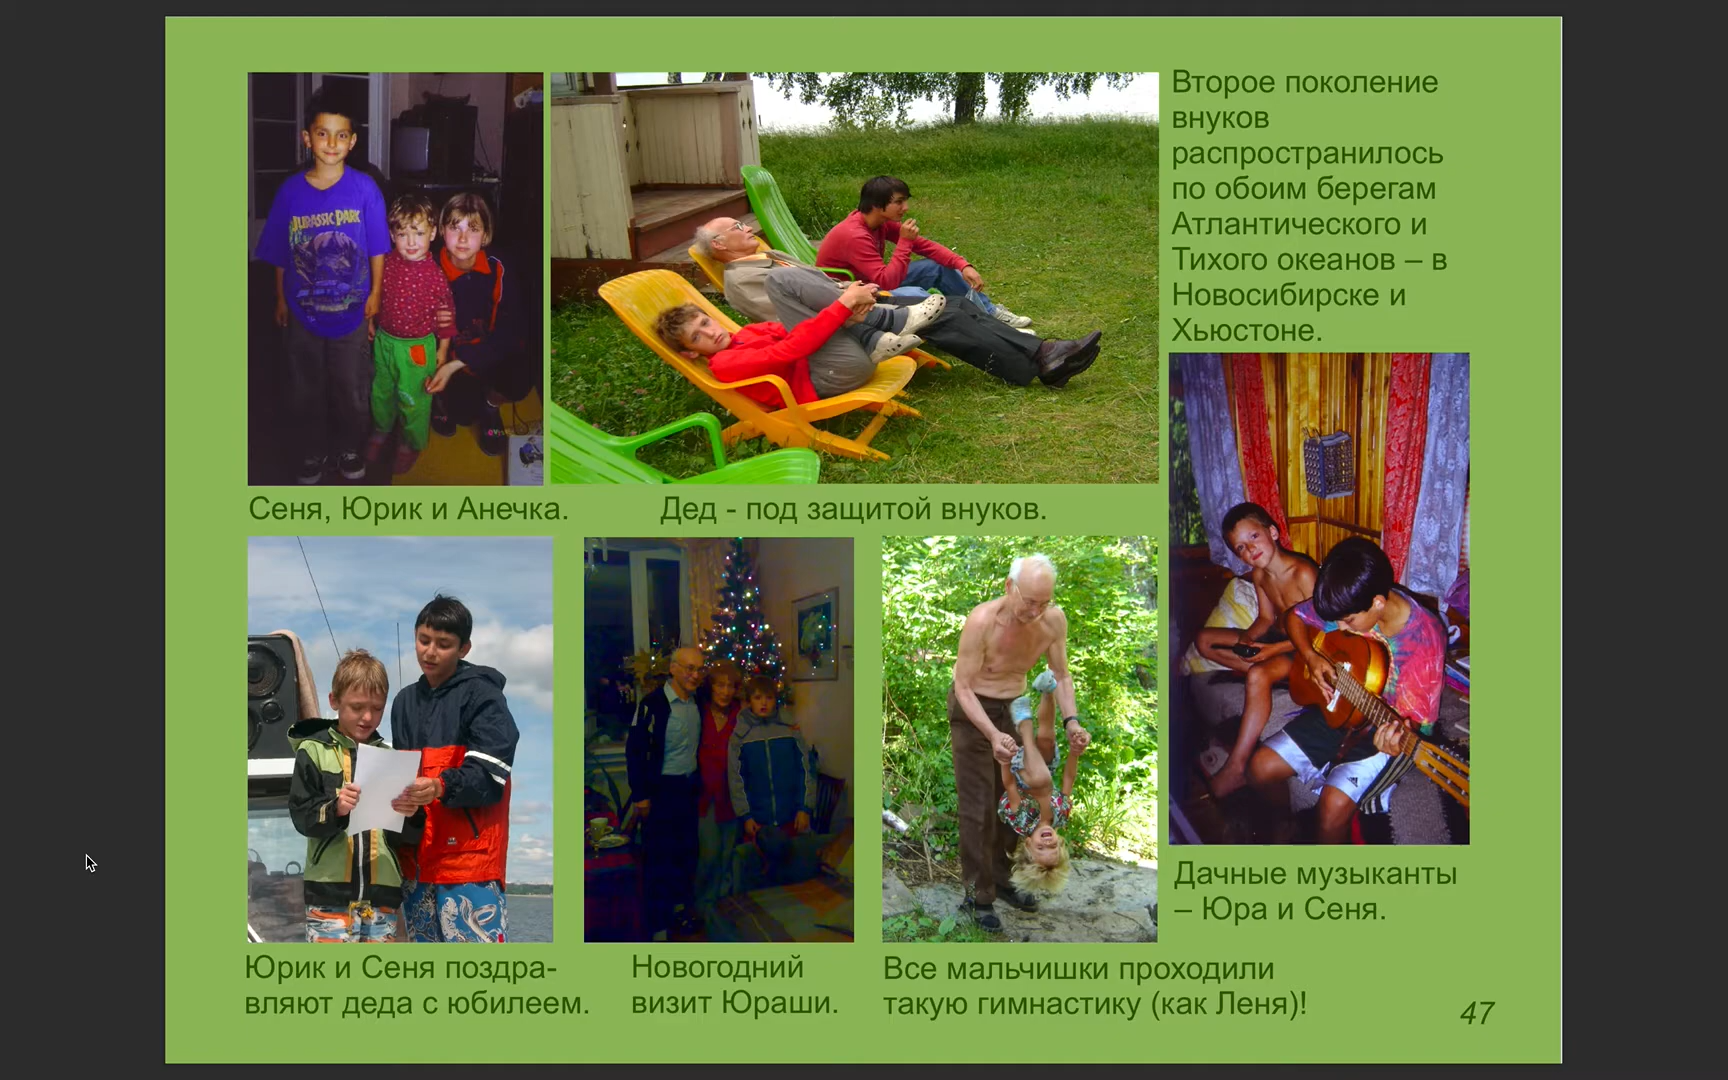 Второе поколение
внуков
распространилось
по обоим берегам
Атлантического и
Тихого океанов – в
Новосибирске и
Хьюстоне.
JURASSIC PARK
Сеня, Юрик и Анечка.
Дед - под защитой внуков.
Дачные музыканты
– Юра и Сеня.
Юрик и Сеня поздра-
вляют деда с юбилеем.
Новогодний
визит Юраши.
Все мальчишки проходили
такую гимнастику (как Леня)!
47